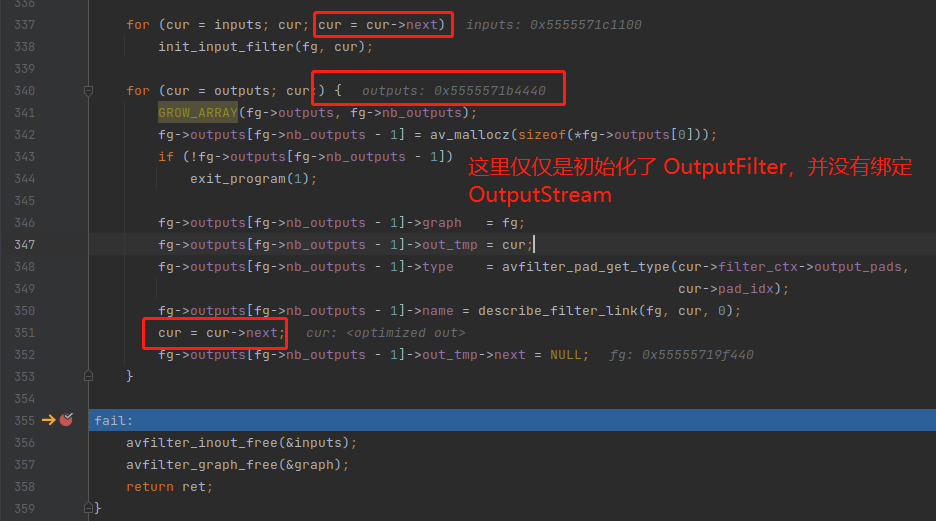 336
337 for (cur = inputs; cur; cur = cur->next) inputs: 0x5555571c1100
338 init_input_filter(fg, cur);
339
340 for (cur = outputs; cur;) { outputs: 0x5555571b4440
341 GROW_ARRAY(fg->outputs, fg->nb_outputs);
342 fg->outputs[fg->nb_outputs - 1] = av_mallocz(sizeof(*fg->outputs[0]));
343 if (!fg->outputs[fg->nb_outputs - 1])
344 exit_program(1);
这里仅仅是初始化了 OutputFilter，并没有绑定
OutputStream
345
346 fg->outputs[fg->nb_outputs - 1]->graph = fg;
347 fg->outputs[fg->nb_outputs - 1]->out_tmp = cur;
348 fg->outputs[fg->nb_outputs - 1]->type = avfilter_pad_get_type(cur->filter_ctx->output_pads,
349 cur->pad_idx);
350 fg->outputs[fg->nb_outputs - 1]->name = describe_filter_link(fg, cur, 0);
351 cur = cur->next; cur: <optimized out>
352 fg->outputs[fg->nb_outputs - 1]->out_tmp->next = NULL; fg: 0x55555719f440
353 }
354
355 fail:
356 avfilter_inout_free(&inputs);
357 avfilter_graph_free(&graph);
358 return ret;
359 }